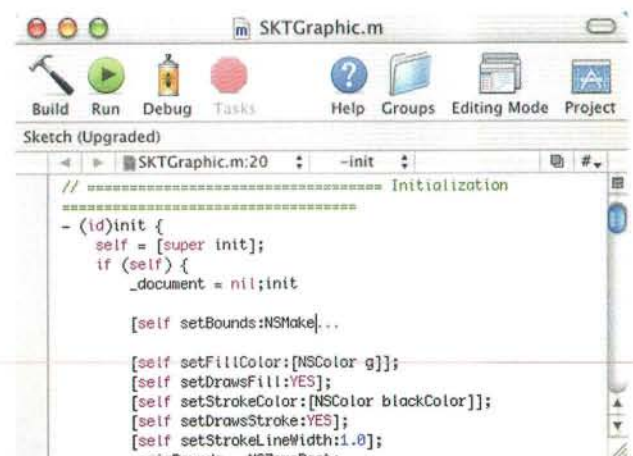 SKTGraphic.m
Build Run Debug Tasks Help Groups Editing Mode Project
Sketch (Upgraded)
SKTGraphic.m:20 -init #
// =================================== Initialization
===================================
- (id)init {
self = [super init];
if (self) {
_document = nil;init
[self setBounds:NSMake...
[self setFillColor:[NSColor g]];
[self setDrawsFill:YES];
[self setStrokeColor:[NSColor blackColor]];
[self setDrawsStroke:YES];
[self setStrokeLineWidth:1.0];